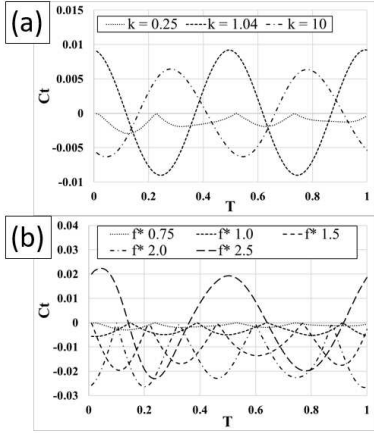 (a)
0.015
k = 0.25 k = 1.04 k = 10
0.01
0.005
Ct
0
-0.005
-0.01
0 0.2 0.4 0.6 0.8 1
T
(b)
0.04
f* 0.75 f* 1.0 f* 1.5
0.03
f* 2.0 f* 2.5
0.02
0.01
Ct
0
-0.01
-0.02
-0.03
0 0.2 0.4 0.6 0.8 1
T